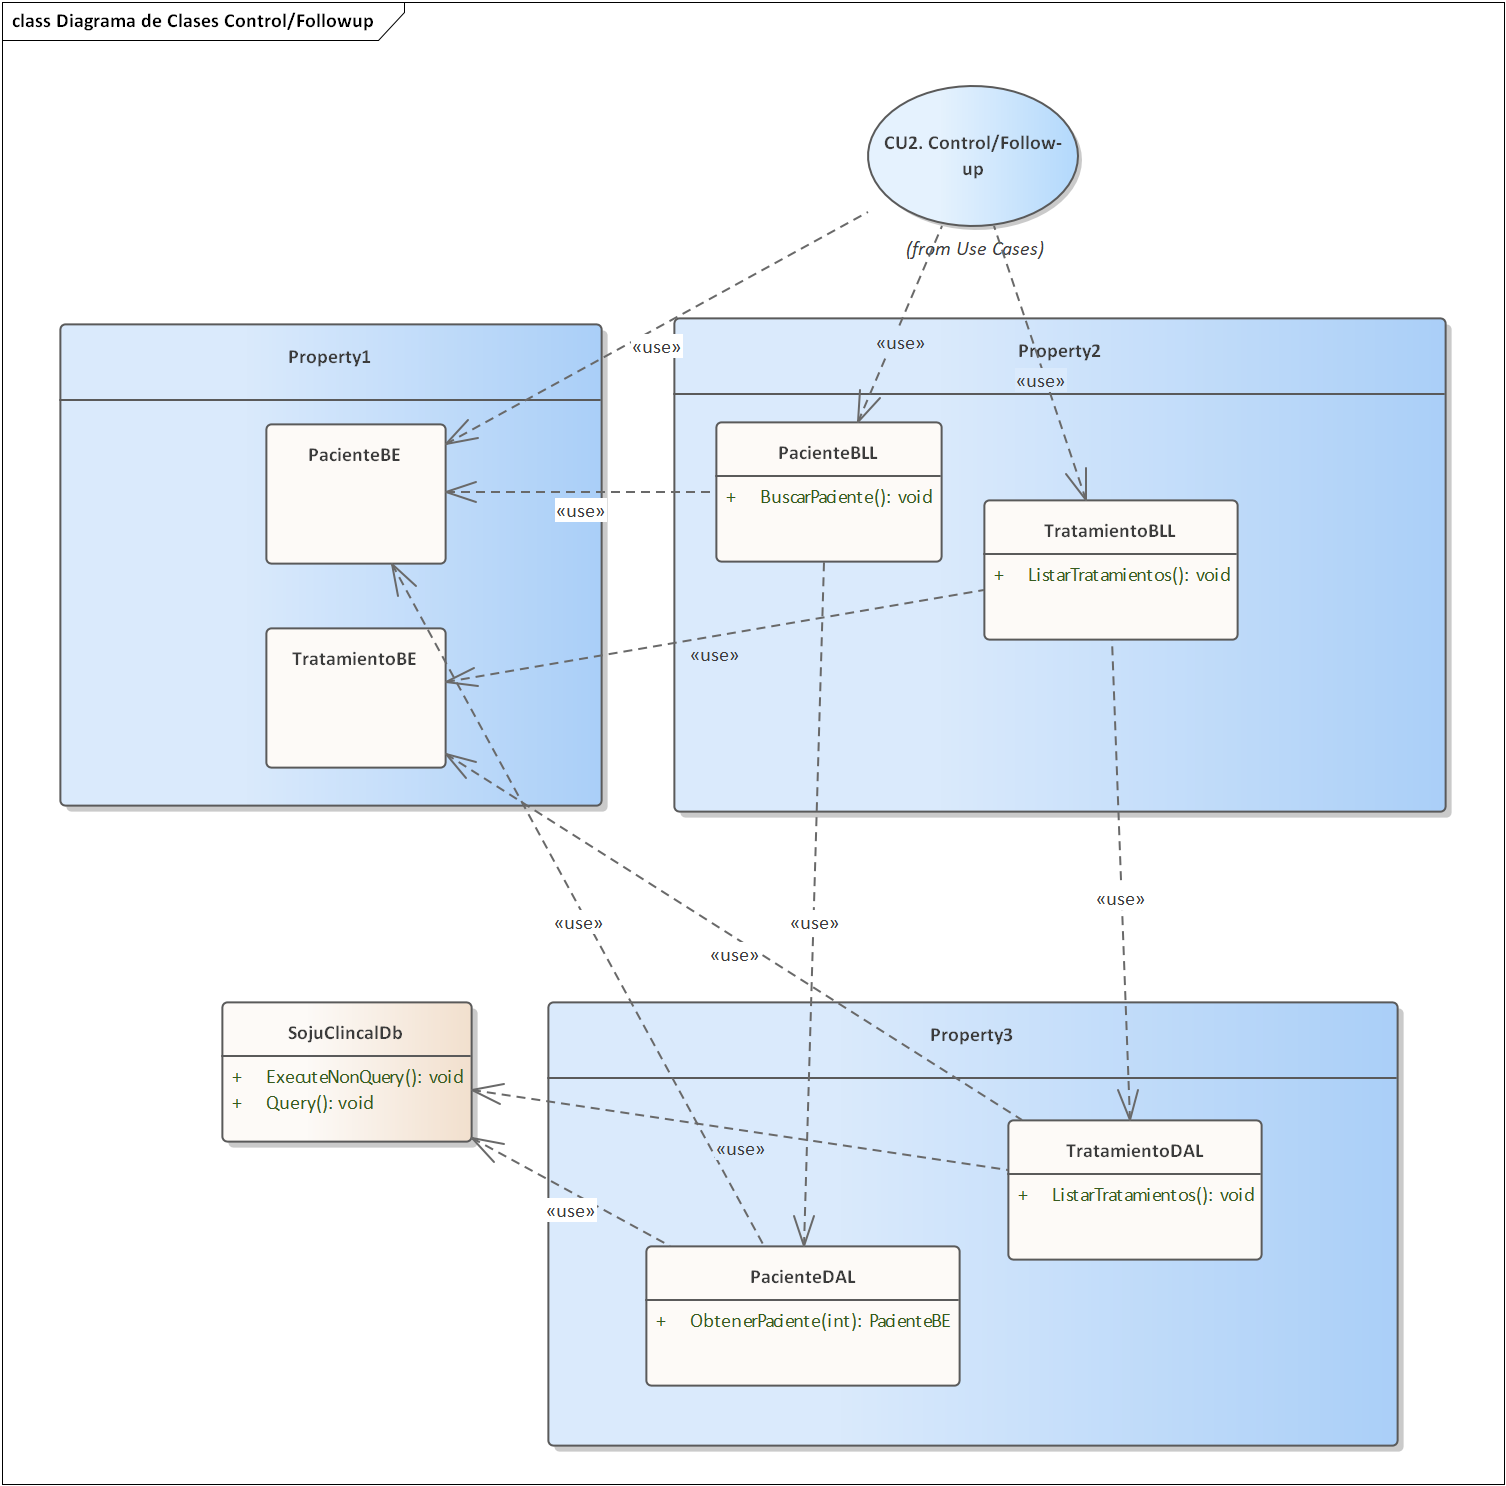 class Diagrama de Clases Control/Followup
CU2. Control/Follow-
up
(from Use Cases)
«use»
«use»
«use»
Property1
Property2
PacienteBE
PacienteBLL
+ BuscarPaciente(): void
«use»
TratamientoBLL
+ ListarTratamientos(): void
TratamientoBE
«use»
«use»
«use»
«use»
«use»
SojuClincalDb
+ ExecuteNonQuery(): void
+ Query(): void
Property3
«use»
«use»
TratamientoDAL
+ ListarTratamientos(): void
PacienteDAL
+ ObtenerPaciente(int): PacienteBE